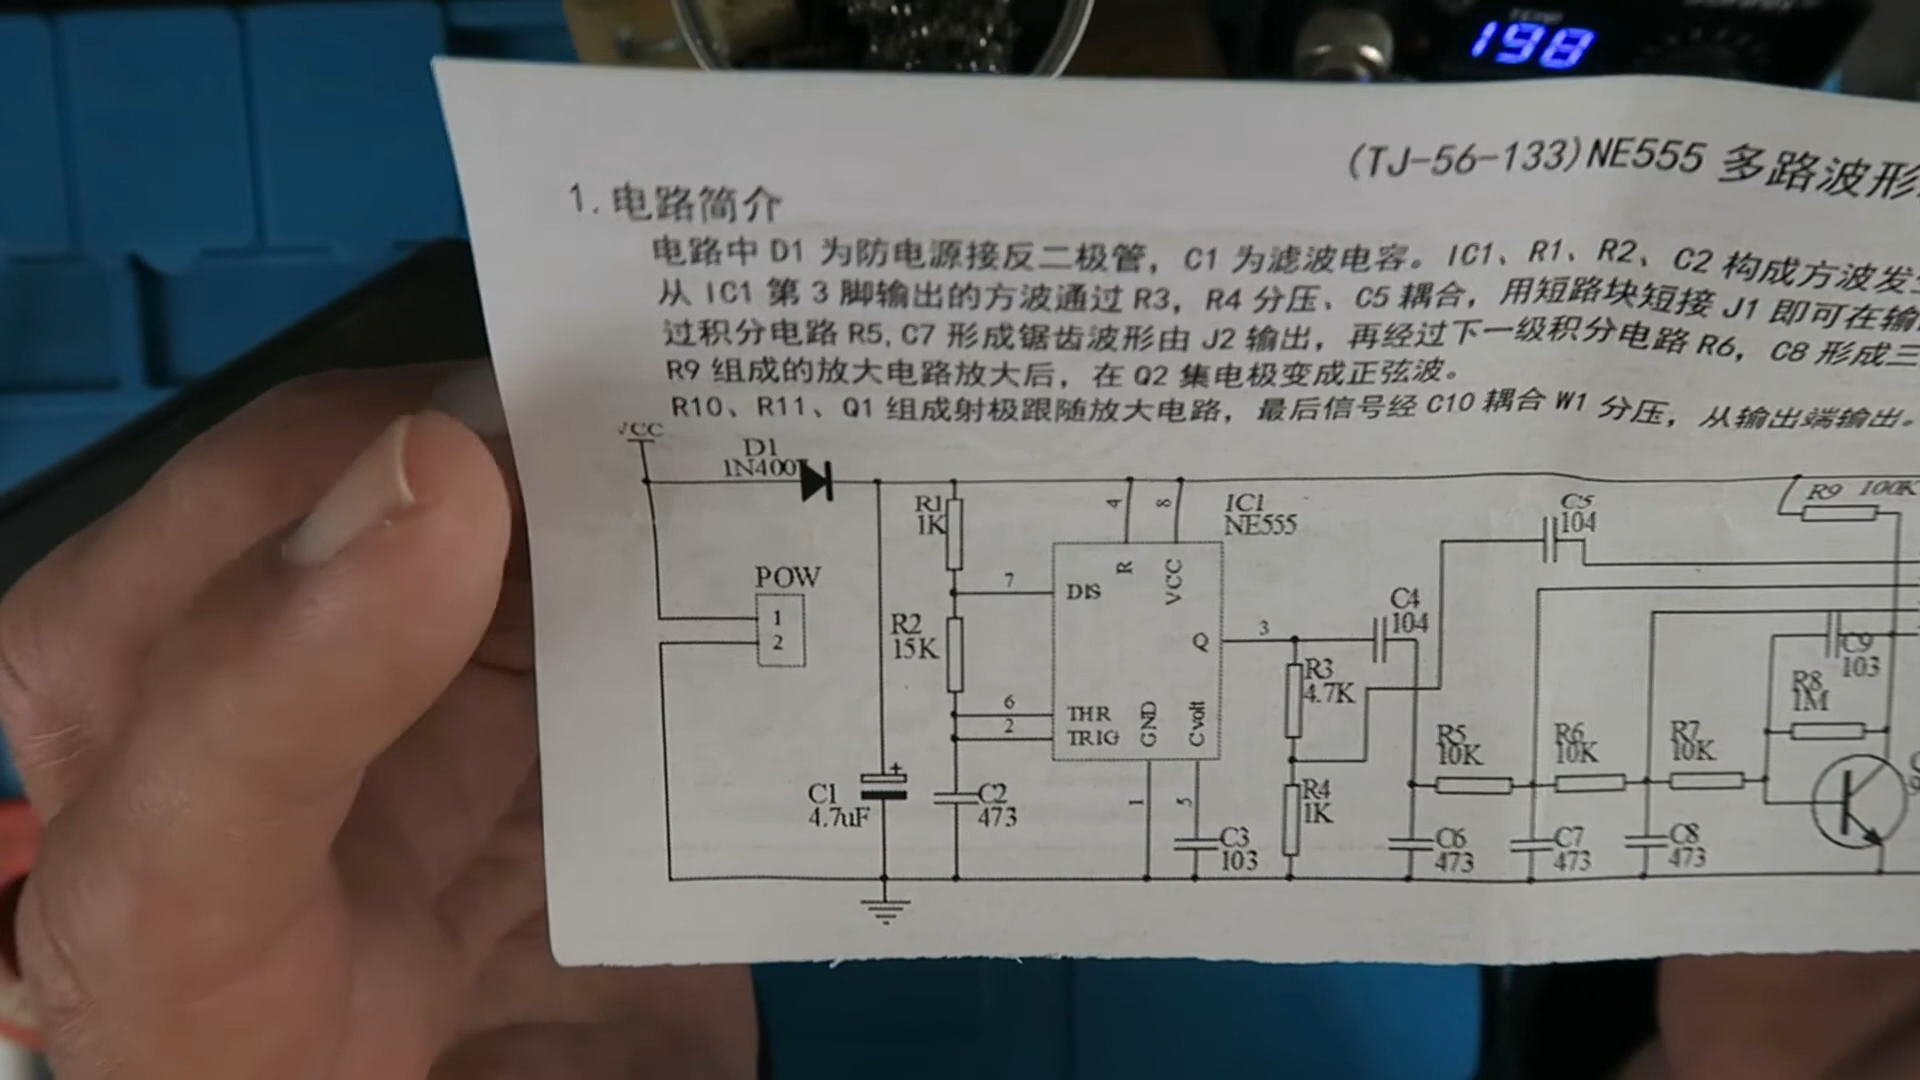 198
(TJ-56-133)NE555 多路波形
1.电路简介
电路中 D1 为防电源接反二极管，C1 为滤波电容。IC1、R1、R2、C2 构成方波发
从 IC1 第 3 脚输出的方波通过 R3，R4 分压、C5 耦合，用短路块短接 J1 即可在输
过积分电路 R5,C7 形成锯齿波形由 J2 输出，再经过下一级积分电路 R6，C8 形成三
R9 组成的放大电路放大后，在 Q2 集电极变成正弦波。
R10、R11、Q1 组成射极跟随放大电路，最后信号经 C10 耦合 W1 分压，从输出端输出。
VCC
D1
1N400
R1
1K
4
8
IC1
NE555
C5
104
R9 100K
POW
1
2
7
DIS
R
VCC
R2
15K
Q
3
C4
104
R3
4.7K
C9
103
R8
1M
6
2
THR
TRIG
GND
Cvolt
R5
10K
R6
10K
R7
10K
C1
4.7uF
+
C2
473
1
5
C3
103
R4
1K
C6
473
C7
473
C8
473